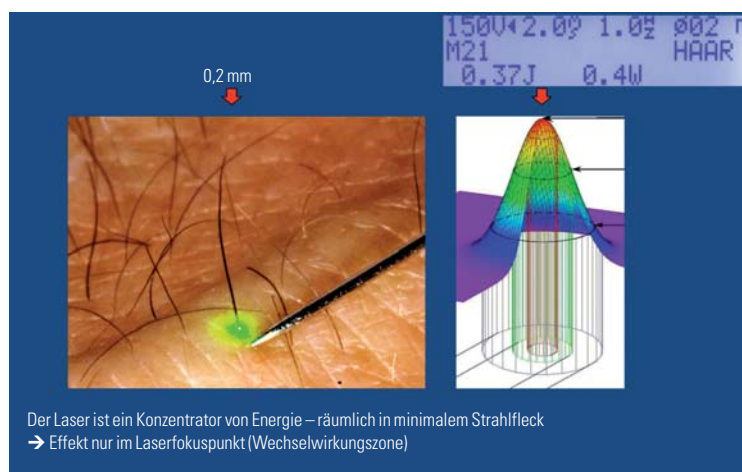 150V 2.0 1.0Hz ø02
M21 HAAR
0.37J 0.4W
0,2 mm
Der Laser ist ein Konzentrator von Energie – räumlich in minimalem Strahlfleck
➔ Effekt nur im Laserfokuspunkt (Wechselwirkungszone)